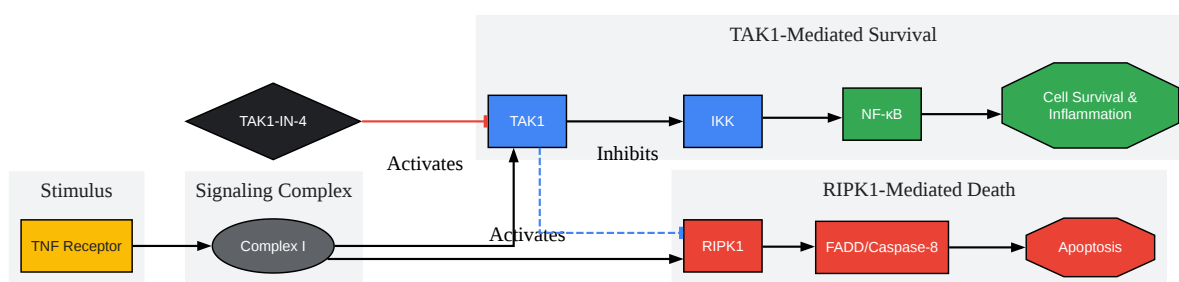 TAK1-Mediated Survival
TAK1-IN-4
TAK1
IKK
NF-κB
Cell Survival &
Inflammation
Activates
Inhibits
Stimulus
Signaling Complex
RIPK1-Mediated Death
TNF Receptor
Complex I
Activates
RIPK1
FADD/Caspase-8
Apoptosis